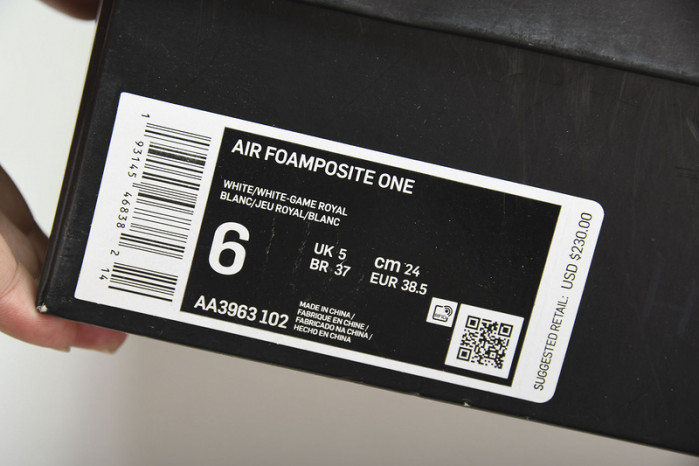 1 93145 46838 2 14
AIR FOAMPOSITE ONE
WHITE/WHITE-GAME ROYAL
BLANC/JEU ROYAL/BLANC
6
UK 5
BR 37
cm 24
EUR 38.5
AA3963 102
MADE IN CHINA/
FABRIQUE EN CHINE/
FABRICADO NA CHINA/
HECHO EN CHINA
SUGGESTED RETAIL: USD $230.00